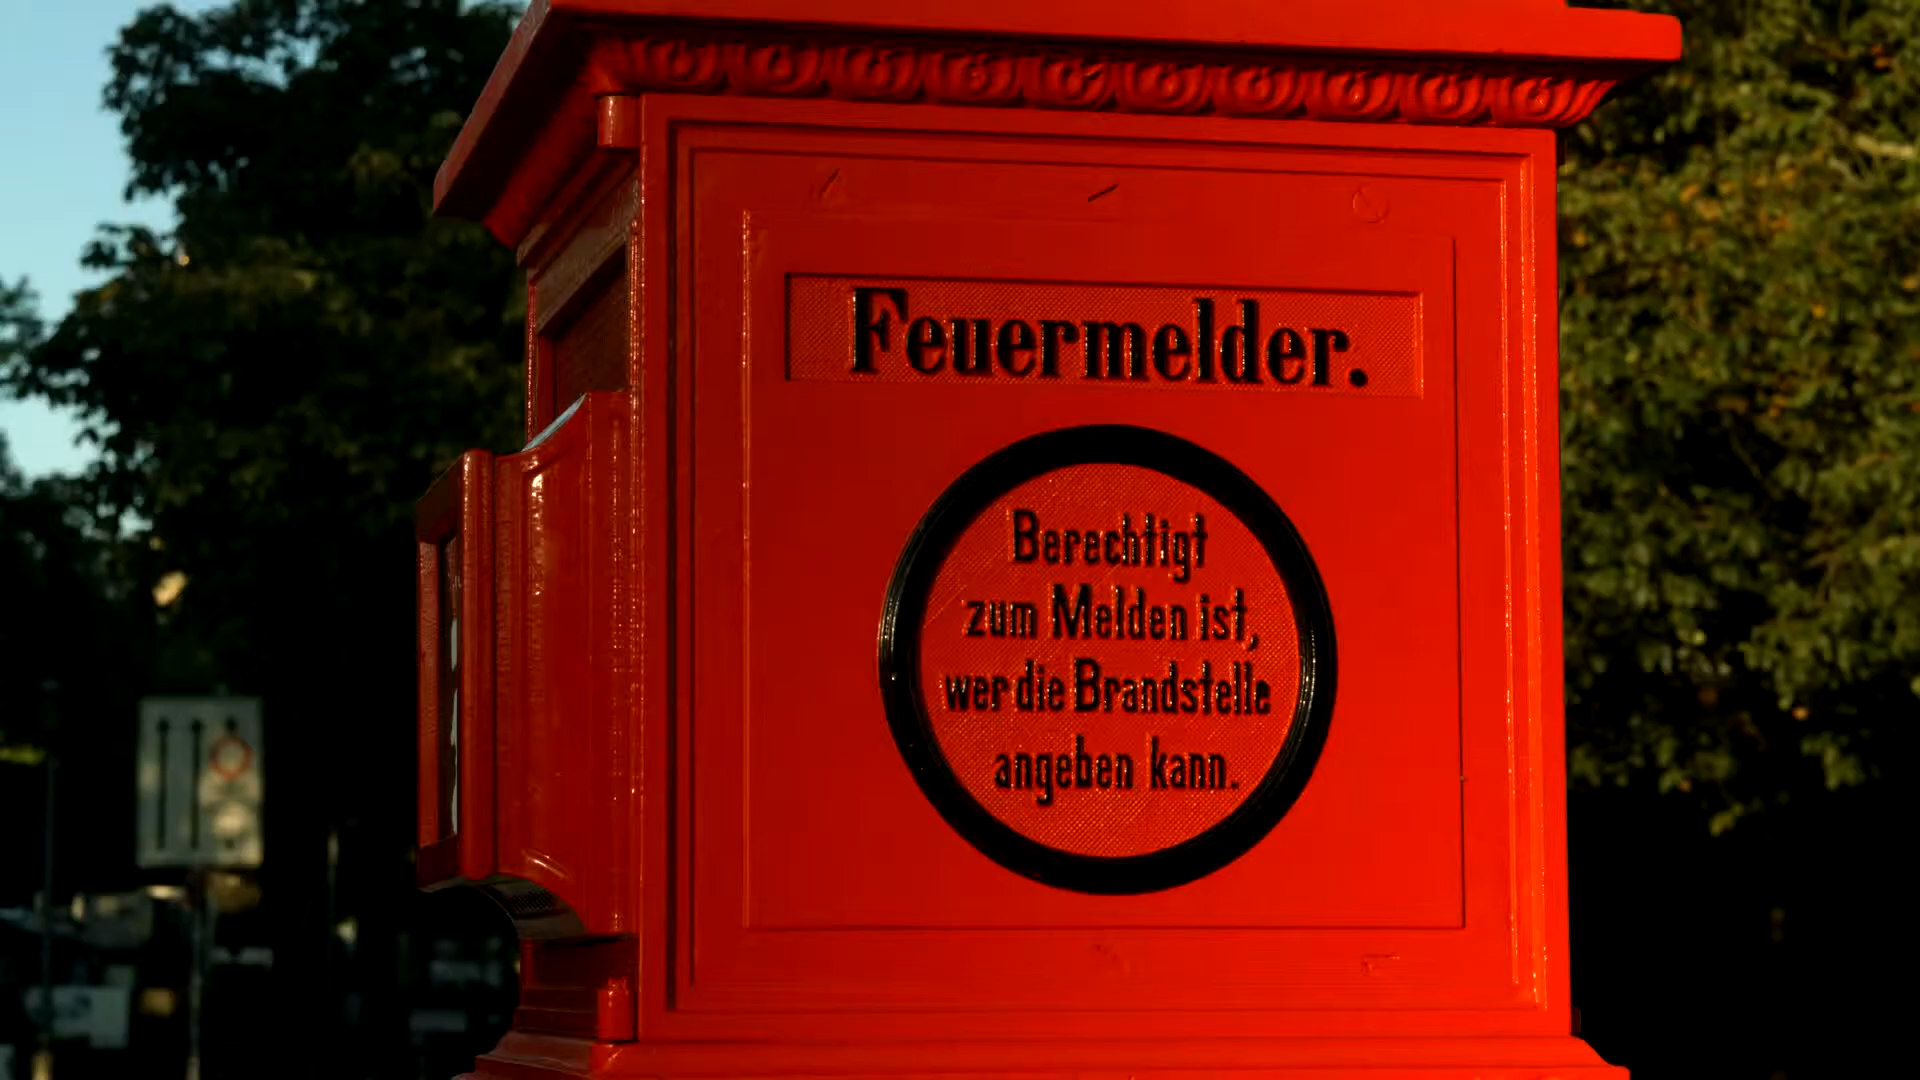 Feuermelder.
Berechtigt
zum Melden ist,
wer die Brandstelle
angeben kann.